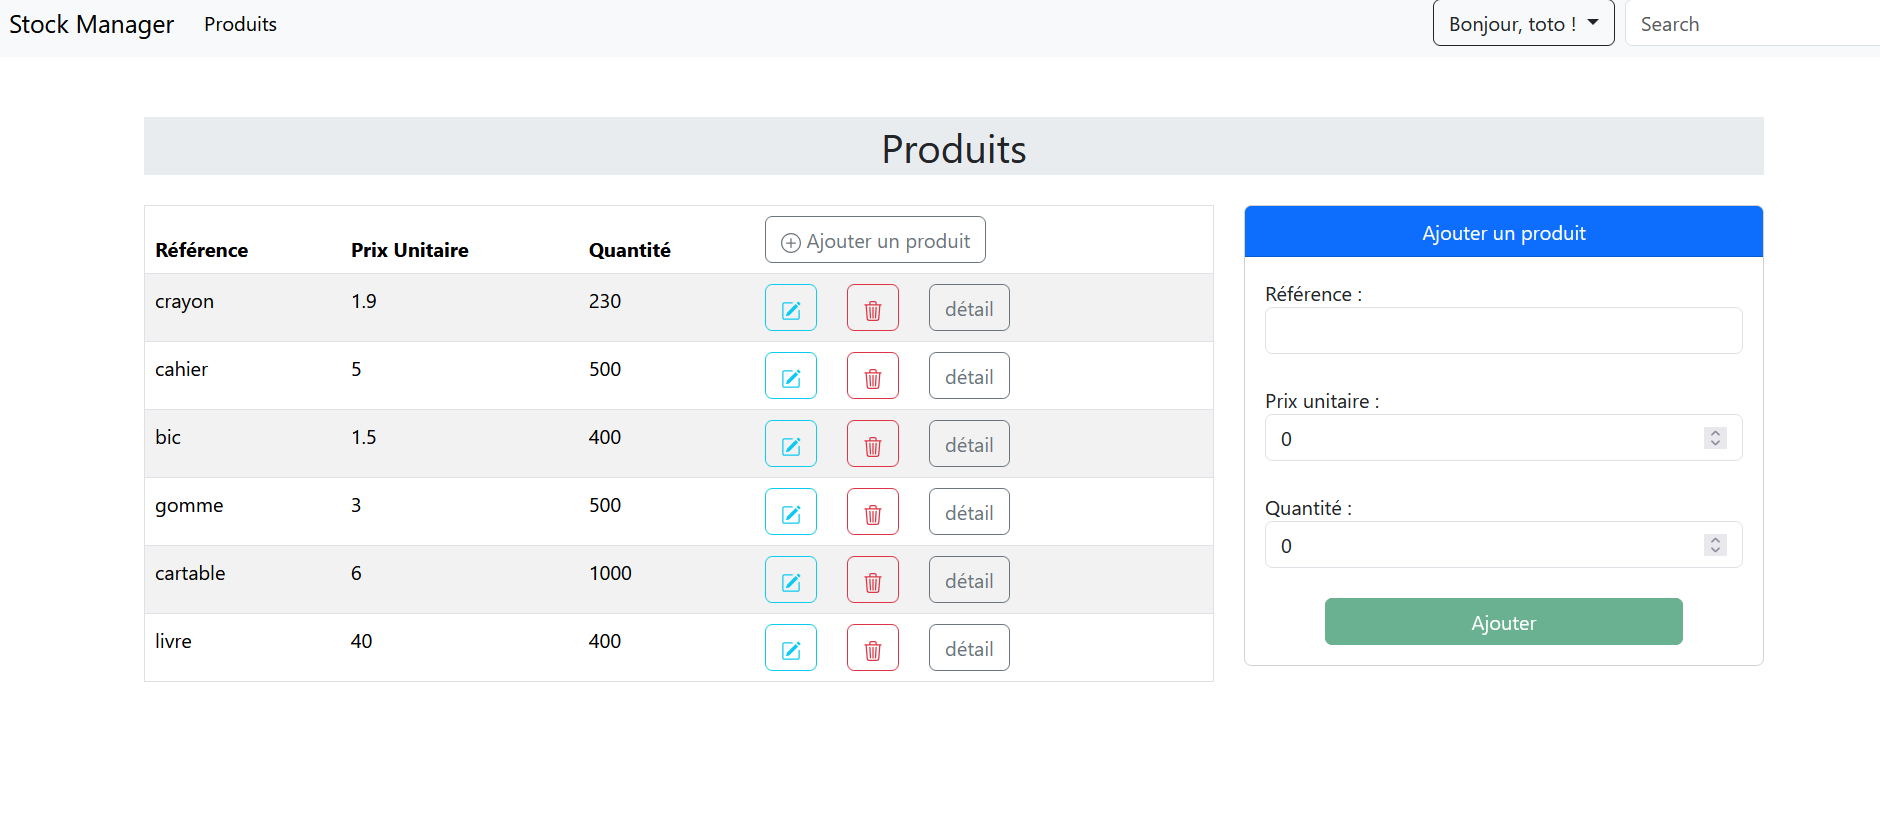 Stock Manager Produits Bonjour, toto ! Search
Produits
Référence Prix Unitaire Quantité Ajouter un produit
crayon 1.9 230 détail
cahier 5 500 détail
bic 1.5 400 détail
gomme 3 500 détail
cartable 6 1000 détail
livre 40 400 détail
Ajouter un produit
Référence :
Prix unitaire :
0
Quantité :
0
Ajouter